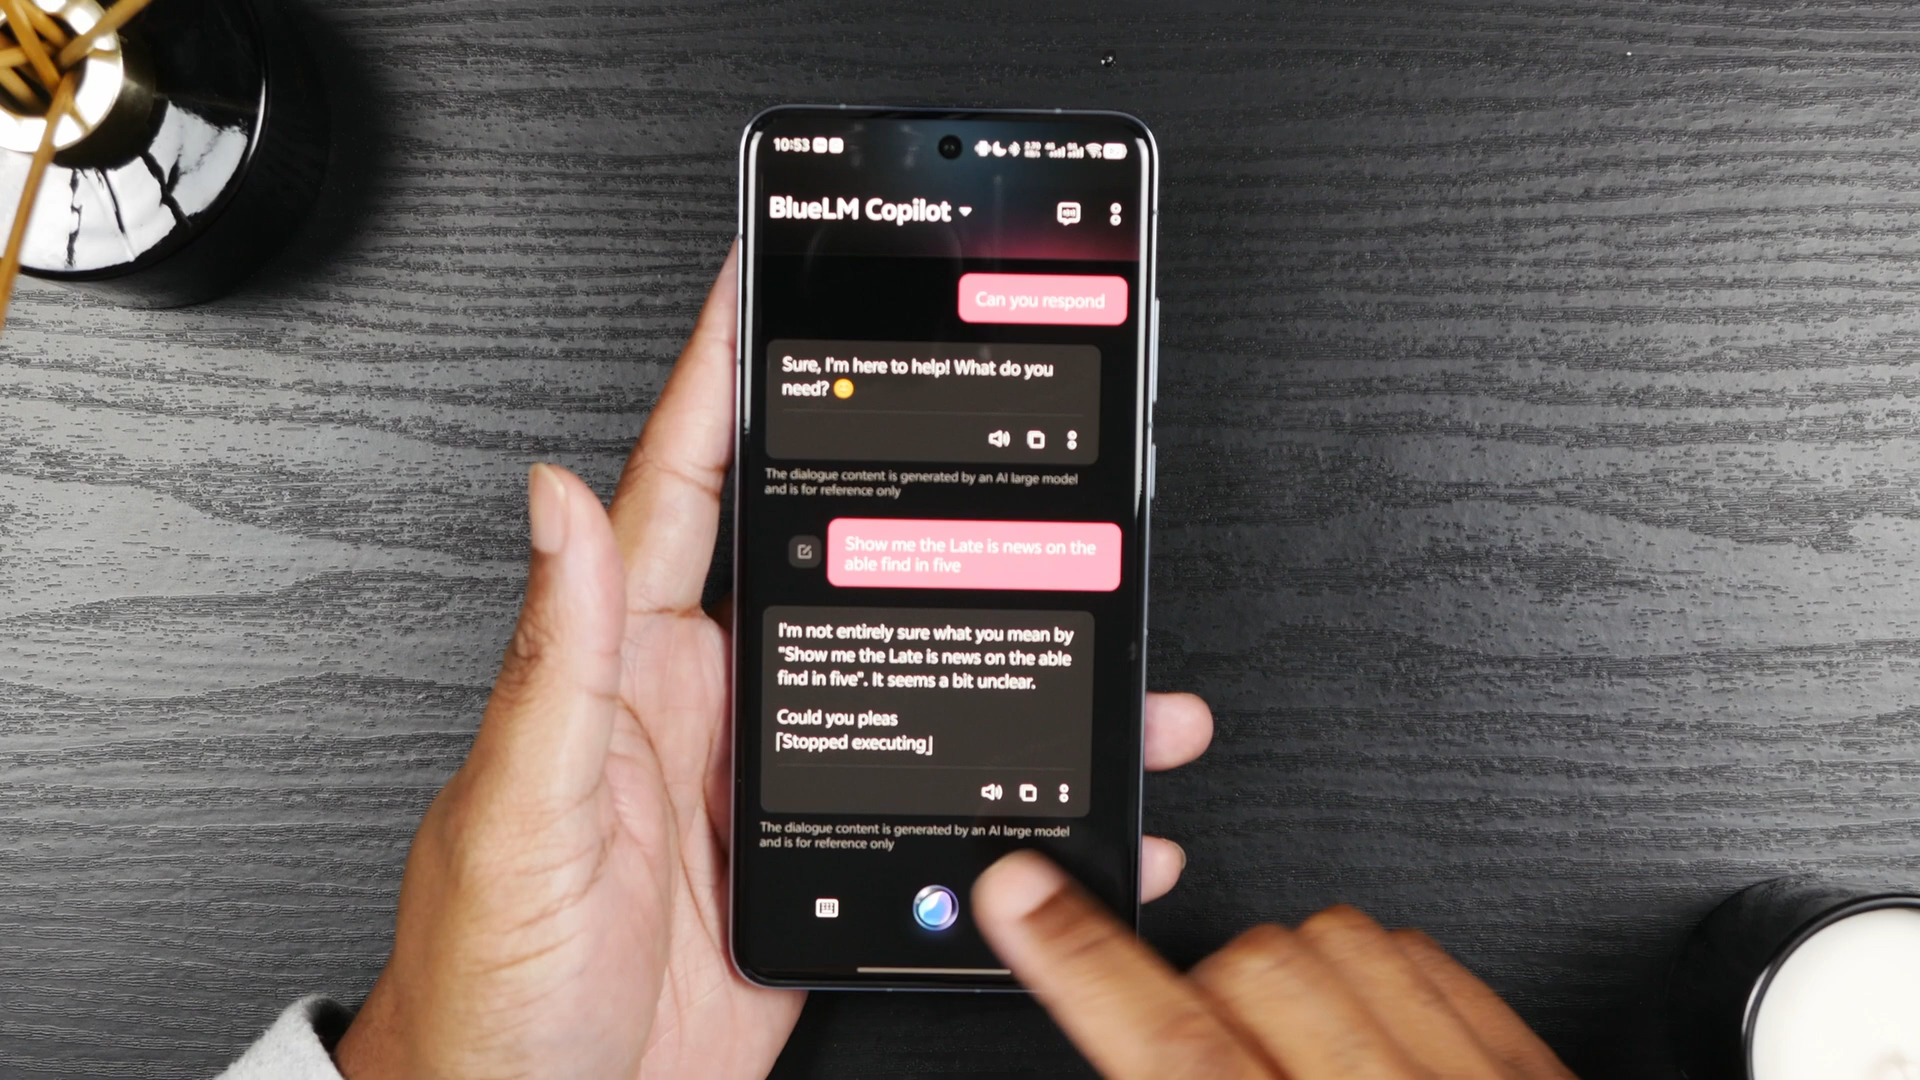 10:53
BlueLM Copilot
Can you respond
Sure, I'm here to help! What do you
need?
The dialogue content is generated by an AI large model
and is for reference only
Show me the Late is news on the
able find in five
I'm not entirely sure what you mean by
"Show me the Late is news on the able
find in five". It seems a bit unclear.
Could you pleas
⌈Stopped executing⌋
The dialogue content is generated by an AI large model
and is for reference only